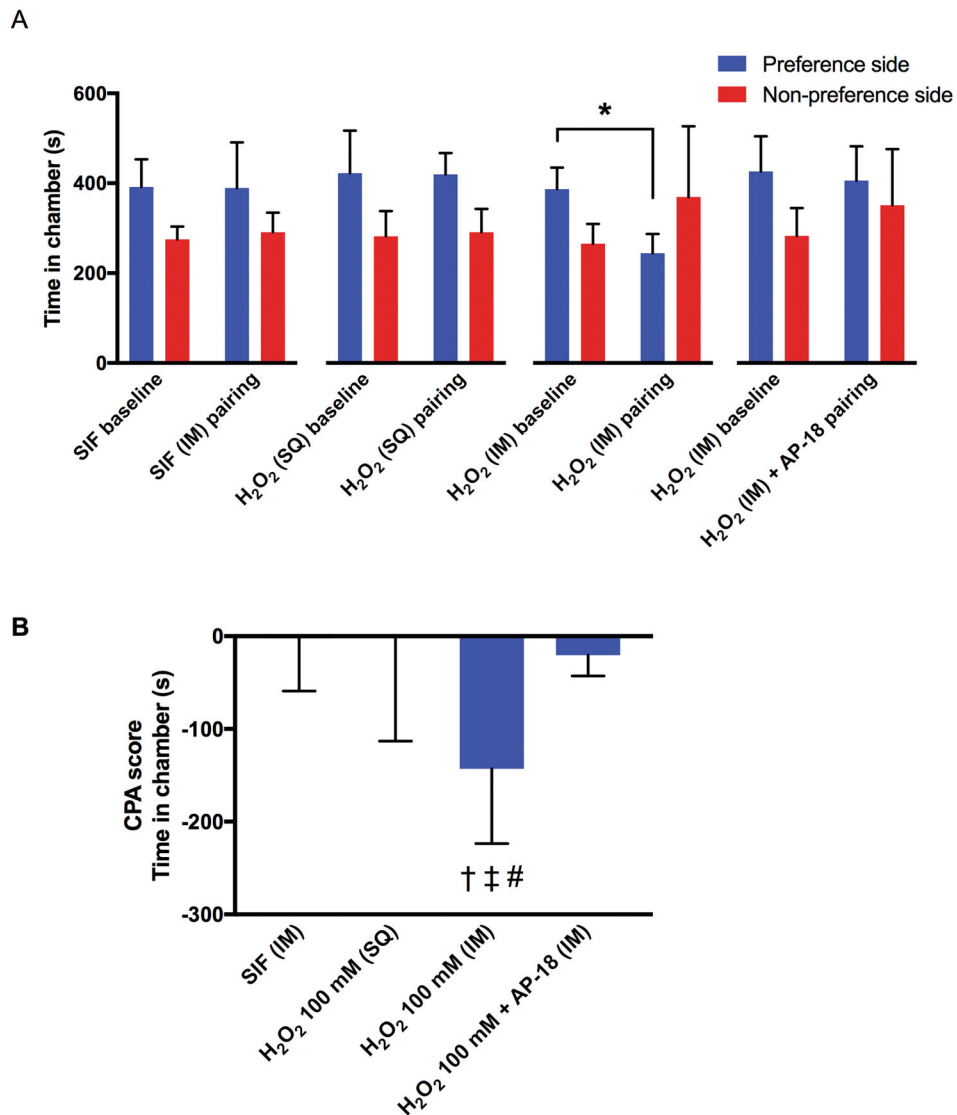 A
Preference side
Non-preference side
Time in chamber (s)
600
400
200
0
*
SIF baseline
SIF (IM) pairing
H₂O₂ (SQ) baseline
H₂O₂ (SQ) pairing
H₂O₂ (IM) baseline
H₂O₂ (IM) pairing
H₂O₂ (IM) baseline
H₂O₂ (IM) + AP-18 pairing
B
CPA score
Time in chamber (s)
0
-100
-200
-300
† ‡ #
SIF (IM)
H₂O₂ 100 mM (SQ)
H₂O₂ 100 mM (IM)
H₂O₂ 100 mM + AP-18 (IM)